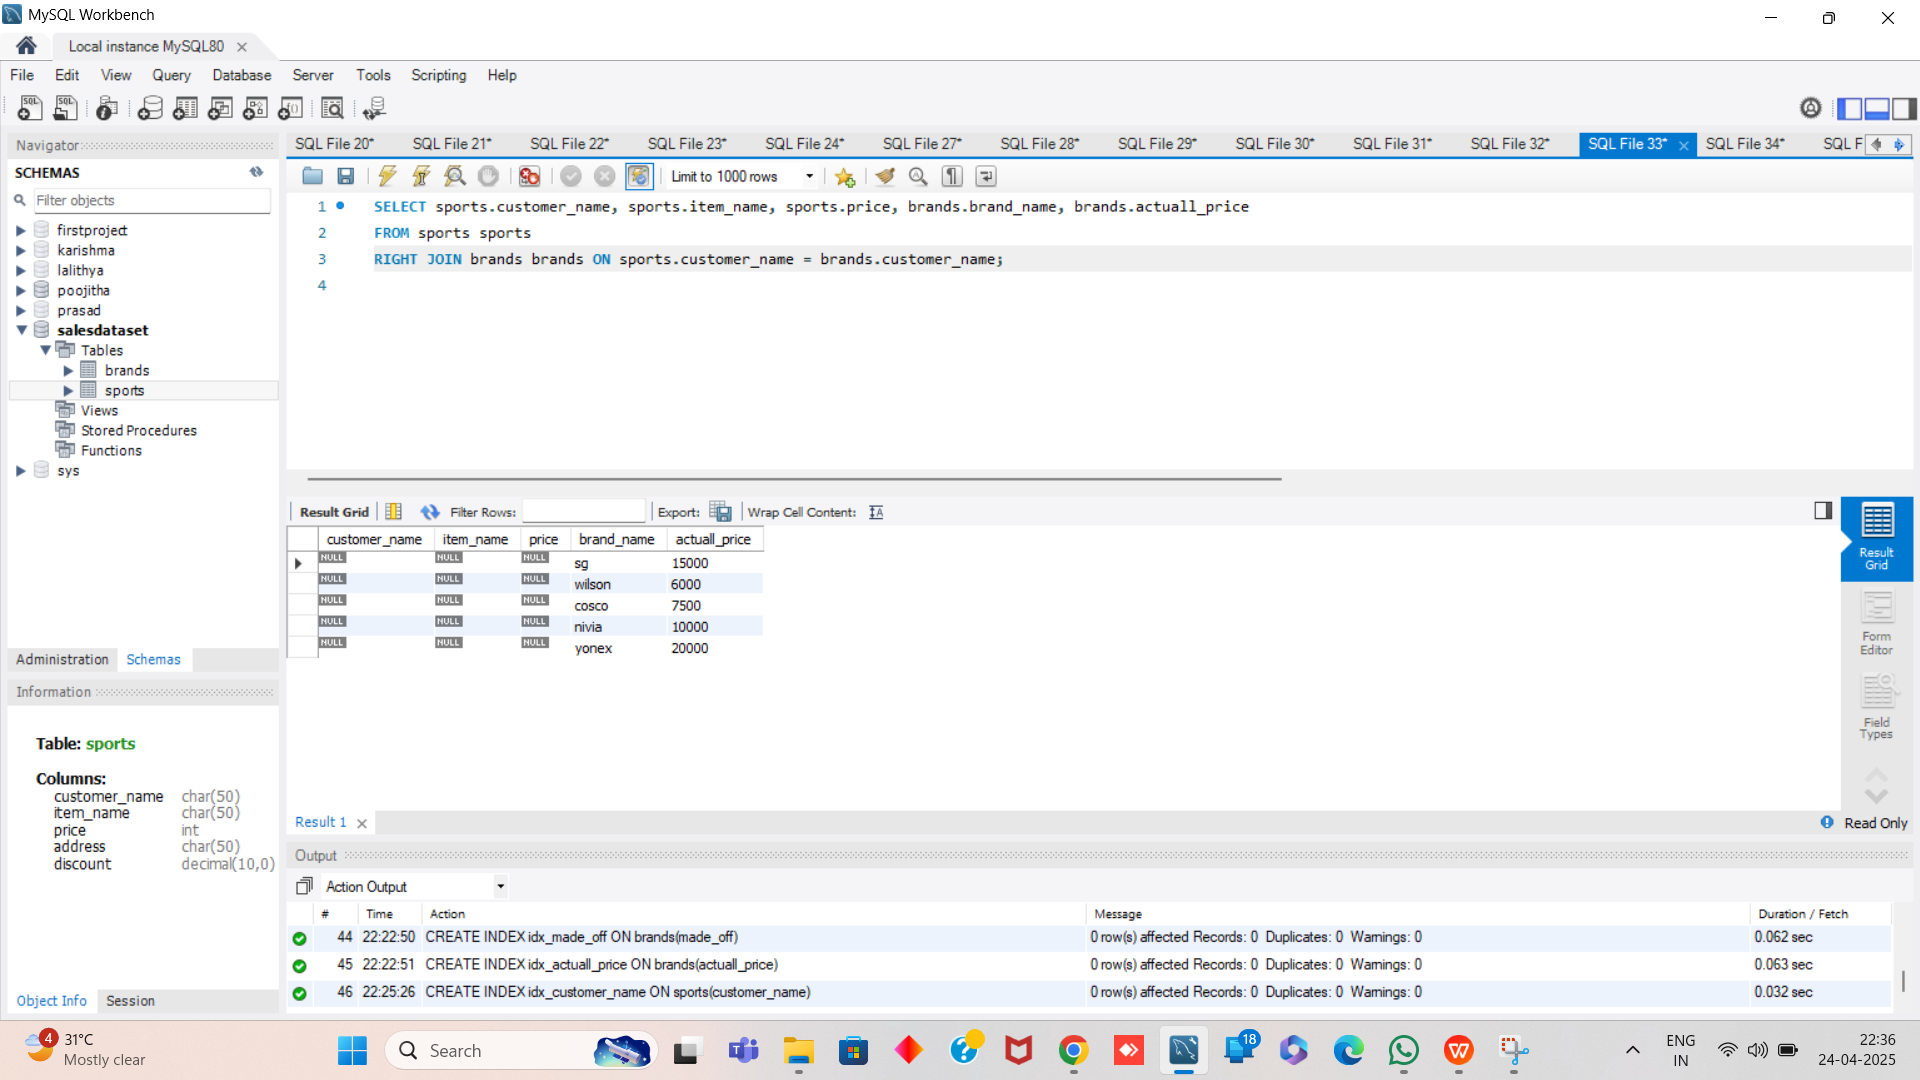 MySQL Workbench
Local instance MySQL80
File Edit View Query Database Server Tools Scripting Help
Navigator
SCHEMAS
Filter objects
firstproject
karishma
lalithya
poojitha
prasad
salesdataset
Tables
brands
sports
Views
Stored Procedures
Functions
sys
Administration Schemas
Information
Table: sports
Columns:
customer_name char(50)
item_name char(50)
price int
address char(50)
discount decimal(10,0)
Object Info Session
SQL File 20* SQL File 21* SQL File 22* SQL File 23* SQL File 24* SQL File 27* SQL File 28* SQL File 29* SQL File 30* SQL File 31* SQL File 32* SQL File 33* SQL File 34* SQL F
Limit to 1000 rows
1 SELECT sports.customer_name, sports.item_name, sports.price, brands.brand_name, brands.actuall_price
2 FROM sports sports
3 RIGHT JOIN brands brands ON sports.customer_name = brands.customer_name;
4
Result Grid Filter Rows: Export: Wrap Cell Content:
customer_name item_name price brand_name actuall_price
NULL NULL NULL sg 15000
NULL NULL NULL wilson 6000
NULL NULL NULL cosco 7500
NULL NULL NULL nivia 10000
NULL NULL NULL yonex 20000
Result
Grid
Form
Editor
Field
Types
Result 1
Read Only
Output
Action Output
# Time Action Message Duration / Fetch
44 22:22:50 CREATE INDEX idx_made_off ON brands(made_off) 0 row(s) affected Records: 0 Duplicates: 0 Warnings: 0 0.062 sec
45 22:22:51 CREATE INDEX idx_actuall_price ON brands(actuall_price) 0 row(s) affected Records: 0 Duplicates: 0 Warnings: 0 0.063 sec
46 22:25:26 CREATE INDEX idx_customer_name ON sports(customer_name) 0 row(s) affected Records: 0 Duplicates: 0 Warnings: 0 0.032 sec
4
31°C
Mostly clear
Search
18
ENG
IN
22:36
24-04-2025